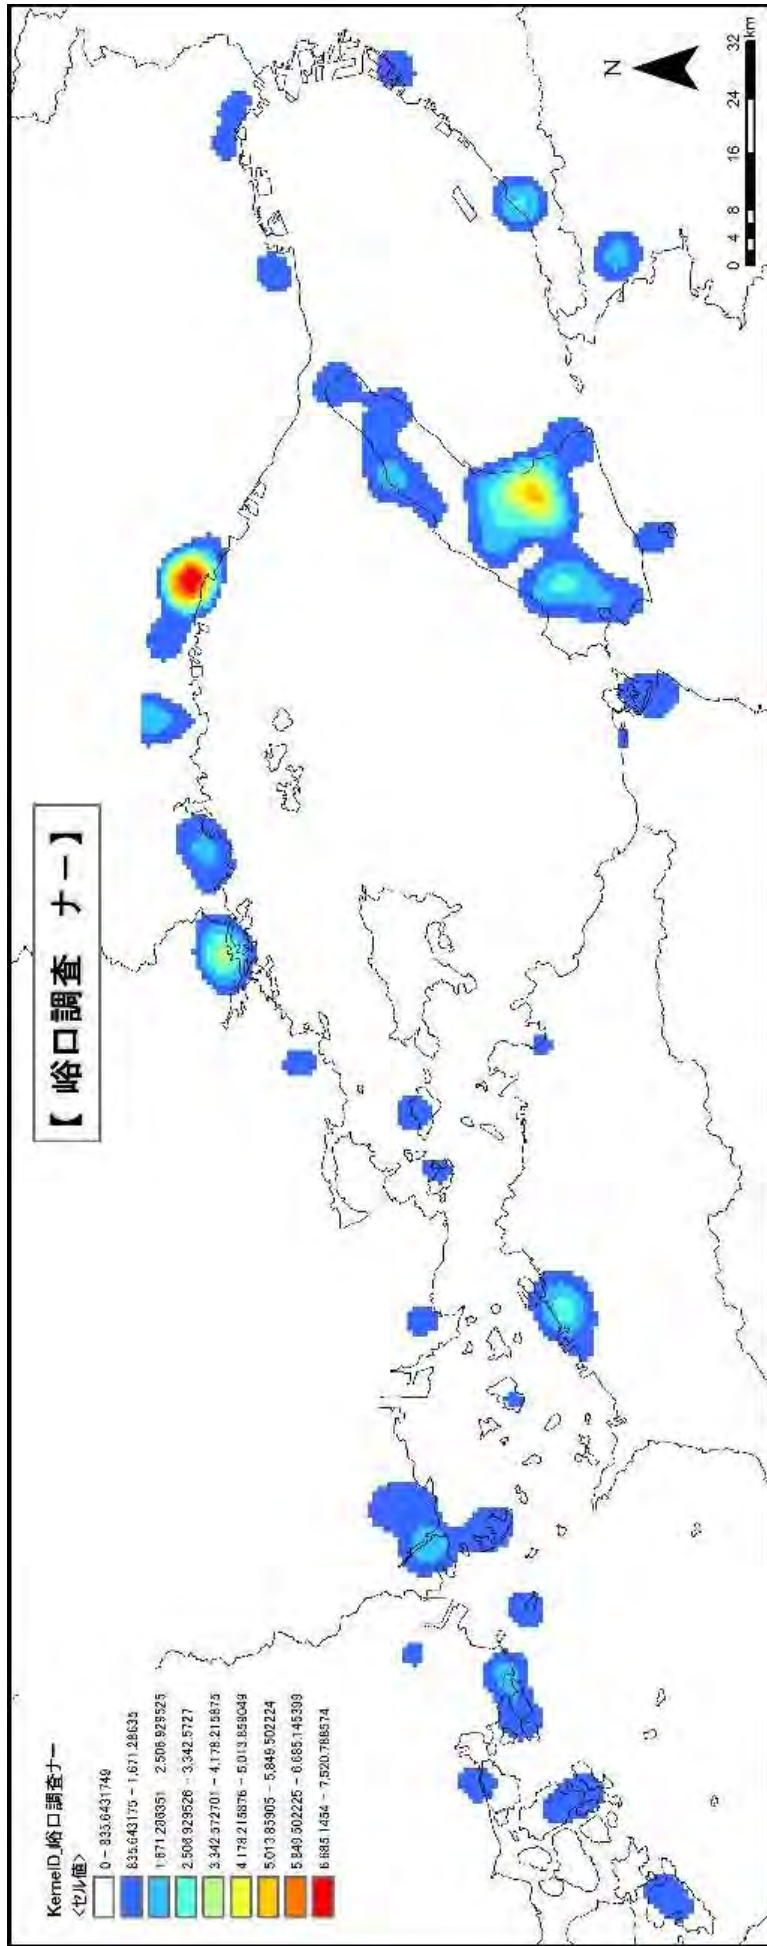 【 峪口調査 ナー】
KernelD_峪口調査ナー
<セル値>
0 – 835.6431749
835.643175 – 1,671.28635
1,671.286351 2,506.929525
2,506.929526 – 3,342.5727
3,342.572701 – 4,178.215875
4,178.215876 – 5,013.859049
5,013.85905 – 5,849.502224
5,849.502225 – 6,685.145399
6,685.1454 – 7,520.788574
N
0 4 8 16 24 32
km